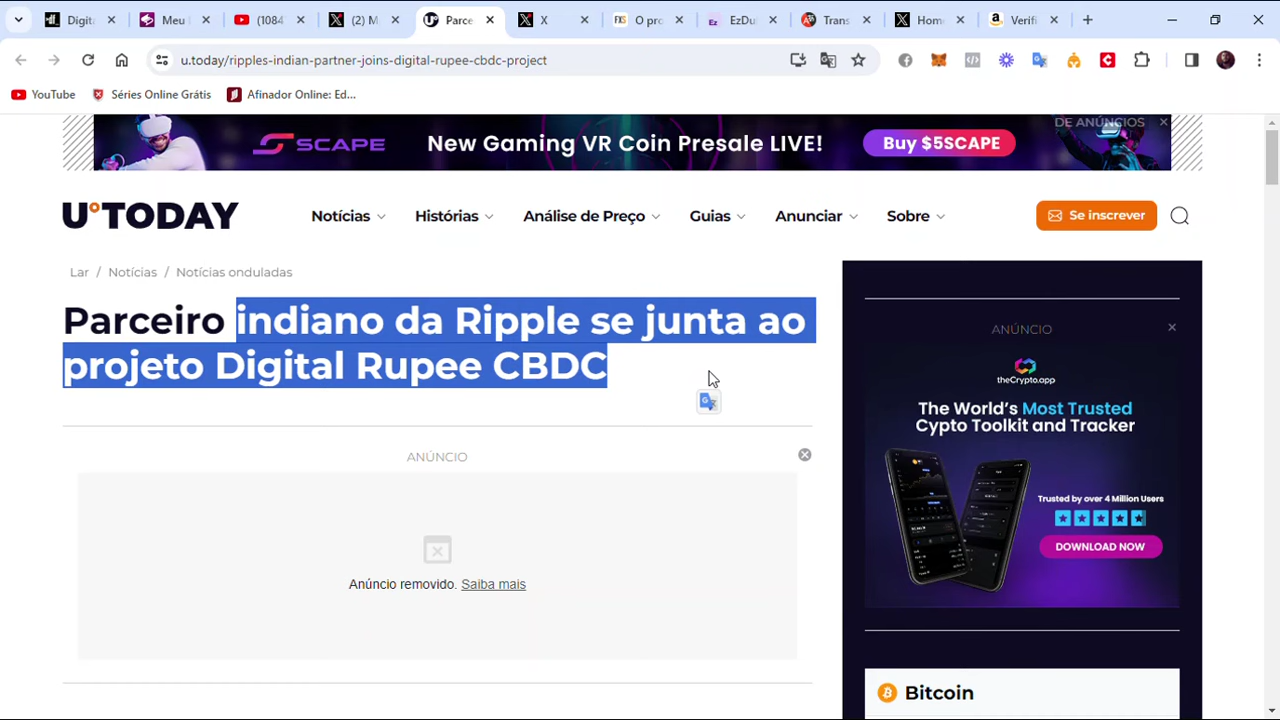 Digita
Meu
(1084
(2) M
Parce
X
O pro
EzDus
Trans
Home
Verifi
u.today/ripples-indian-partner-joins-digital-rupee-cbdc-project
YouTube
Séries Online Grátis
Afinador Online: Ed...
SCAPE
New Gaming VR Coin Presale LIVE!
Buy $5SCAPE
DE ANÚNCIOS
U°TODAY
Notícias
Histórias
Análise de Preço
Guias
Anunciar
Sobre
Se inscrever
Lar / Notícias / Notícias onduladas
Parceiro indiano da Ripple se junta ao
projeto Digital Rupee CBDC
ANÚNCIO
Anúncio removido. Saiba mais
ANÚNCIO
theCrypto.app
The World's Most Trusted
Cypto Toolkit and Tracker
Trusted by over 4 Million Users
DOWNLOAD NOW
Bitcoin